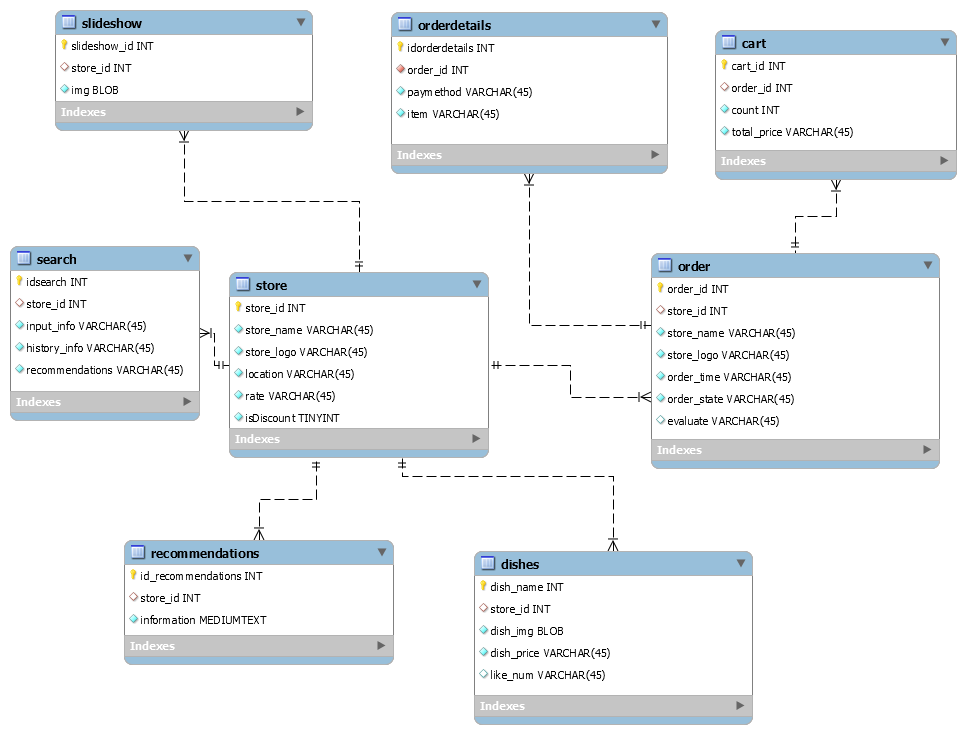 slideshow
slideshow_id INT
store_id INT
img BLOB
Indexes
orderdetails
idorderdetails INT
order_id INT
paymethod VARCHAR(45)
item VARCHAR(45)
Indexes
cart
cart_id INT
order_id INT
count INT
total_price VARCHAR(45)
Indexes
search
idsearch INT
store_id INT
input_info VARCHAR(45)
history_info VARCHAR(45)
recommendations VARCHAR(45)
Indexes
store
store_id INT
store_name VARCHAR(45)
store_logo VARCHAR(45)
location VARCHAR(45)
rate VARCHAR(45)
isDiscount TINYINT
Indexes
order
order_id INT
store_id INT
store_name VARCHAR(45)
store_logo VARCHAR(45)
order_time VARCHAR(45)
order_state VARCHAR(45)
evaluate VARCHAR(45)
Indexes
recommendations
id_recommendations INT
store_id INT
information MEDIUMTEXT
Indexes
dishes
dish_name INT
store_id INT
dish_img BLOB
dish_price VARCHAR(45)
like_num VARCHAR(45)
Indexes